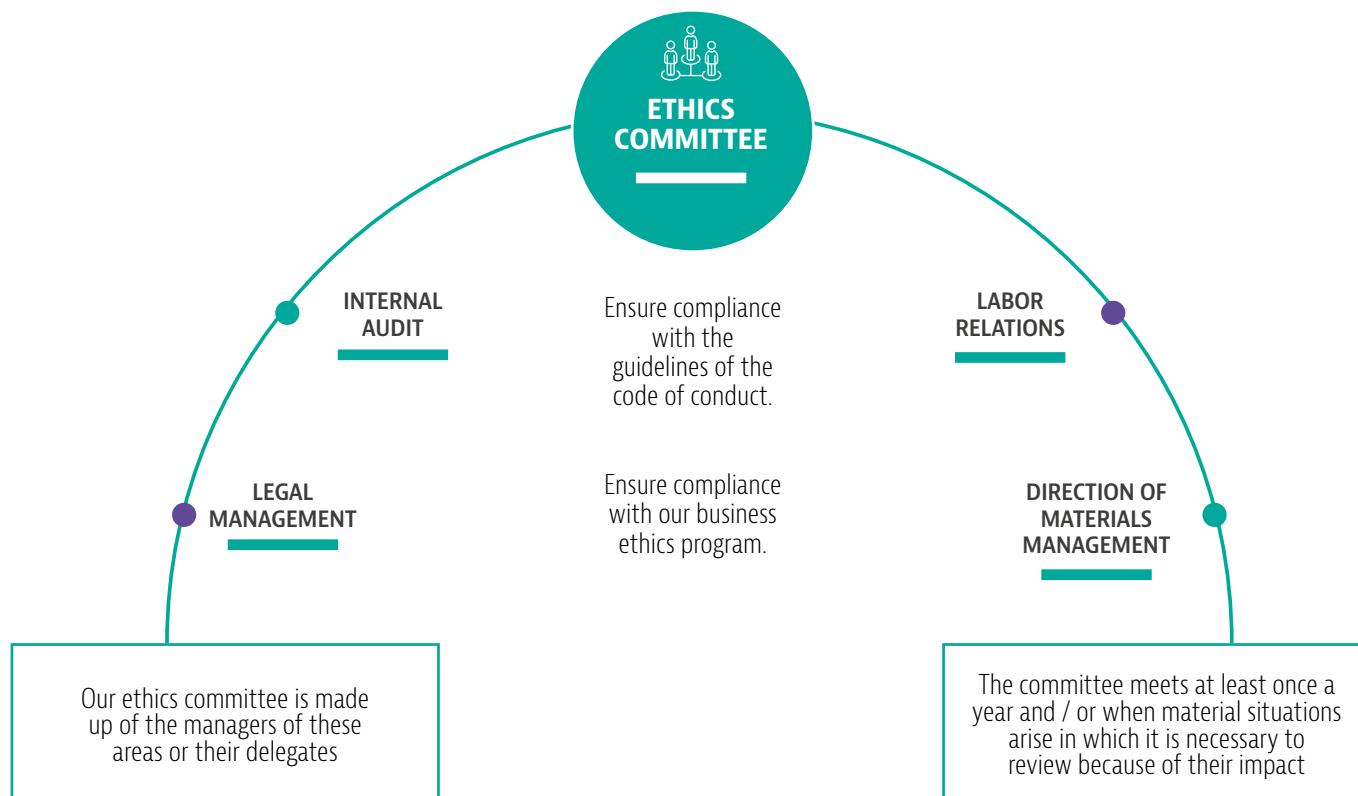 ETHICS
COMMITTEE
INTERNAL
AUDIT
LEGAL
MANAGEMENT
Ensure compliance
with the
guidelines of the
code of conduct.
Ensure compliance
with our business
ethics program.
LABOR
RELATIONS
DIRECTION OF
MATERIALS
MANAGEMENT
Our ethics committee is made
up of the managers of these
areas or their delegates
The committee meets at least once a
year and / or when material situations
arise in which it is necessary to
review because of their impact